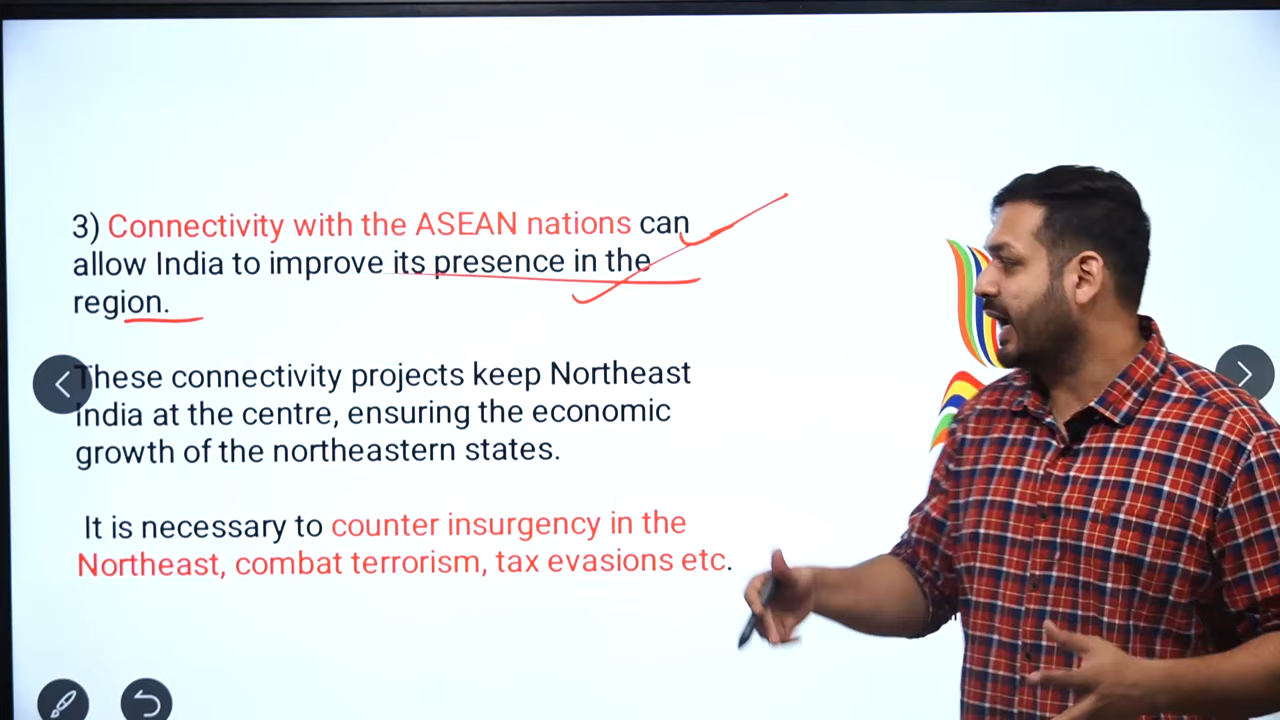 3) Connectivity with the ASEAN nations can
allow India to improve its presence in the
region.
These connectivity projects keep Northeast
India at the centre, ensuring the economic
growth of the northeastern states.
It is necessary to counter insurgency in the
Northeast, combat terrorism, tax evasions etc.